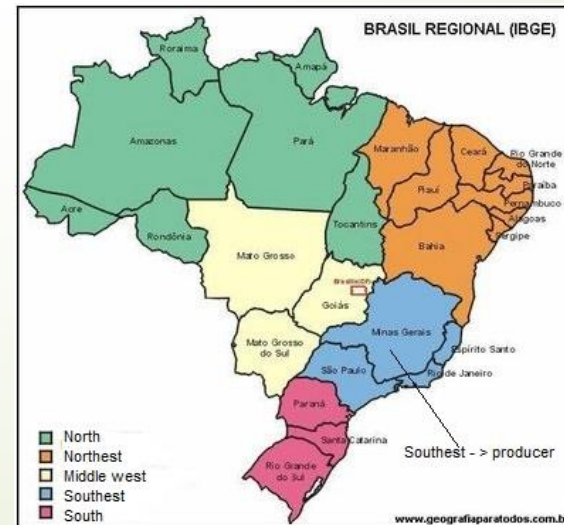 BRASIL REGIONAL (IBGE)
Roraima
Amapá
Amazonas
Pará
Maranhão
Ceará
Rio Grande
do Norte
Paraíba
Piauí
Pernambuco
Acre
Alagoas
Sergipe
Tocantins
Rondônia
Bahia
Mato Grosso
Brasília(DF)
Goiás
Minas Gerais
Mato Grosso
do Sul
Espírito Santo
São Paulo
Rio de Janeiro
Paraná
Santa Catarina
Rio Grande
do Sul
Southest - > producer
North
Northest
Middle west
Southest
South
www.geografiaparatodos.com.b